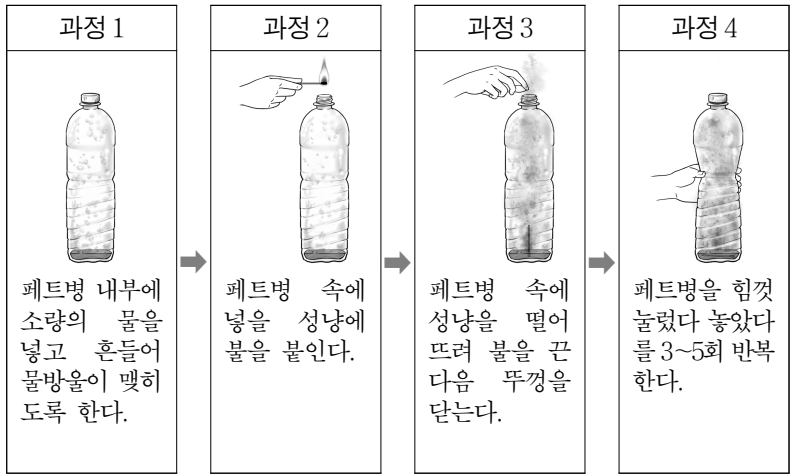 과정 1
페트병 내부에
소량의 물을
넣고 흔들어
물방울이 맺히
도록 한다.
과정 2
페트병 속에
넣을 성냥에
불을 붙인다.
과정 3
페트병 속에
성냥을 떨어
뜨려 불을 끈
다음 뚜껑을
닫는다.
과정 4
페트병을 힘껏
눌렀다 놓았다
를 3~5회 반복
한다.